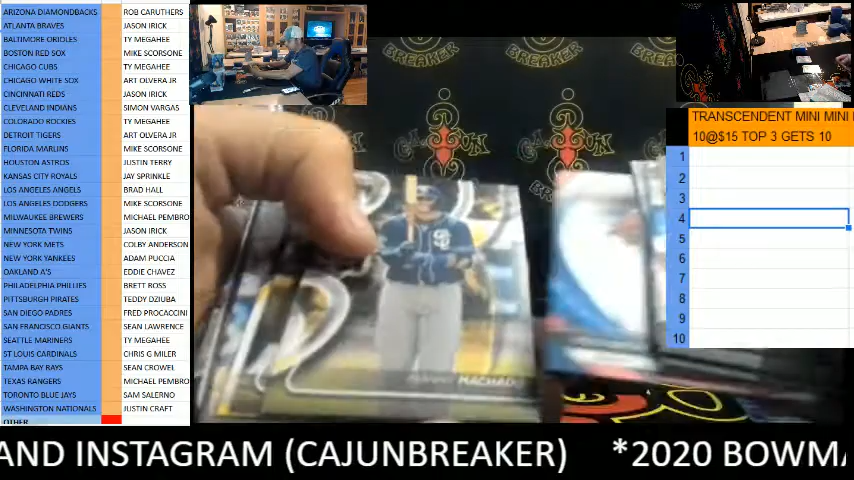 ARIZONA DIAMONDBACKS ROB CARUTHERS
ATLANTA BRAVES JASON IRICK
BALTIMORE ORIOLES TY MEGAHEE
BOSTON RED SOX MIKE SCORSONE
CHICAGO CUBS TY MEGAHEE
CHICAGO WHITE SOX ART OLVERA JR
CINCINNATI REDS JASON IRICK
CLEVELAND INDIANS SIMON VARGAS
COLORADO ROCKIES TY MEGAHEE
DETROIT TIGERS ART OLVERA JR
FLORIDA MARLINS MIKE SCORSONE
HOUSTON ASTROS JUSTIN TERRY
KANSAS CITY ROYALS JAY SPRINKLE
LOS ANGELES ANGELS BRAD HALL
LOS ANGELES DODGERS MIKE SCORSONE
MILWAUKEE BREWERS MICHAEL PEMBRO
MINNESOTA TWINS JASON IRICK
NEW YORK METS COLBY ANDERSON
NEW YORK YANKEES ADAM PUCCIA
OAKLAND A'S EDDIE CHAVEZ
PHILADELPHIA PHILLIES BRETT ROSS
PITTSBURGH PIRATES TEDDY DZIUBA
SAN DIEGO PADRES FRED PROCACCINI
SAN FRANCISCO GIANTS SEAN LAWRENCE
SEATTLE MARINERS TY MEGAHEE
ST LOUIS CARDINALS CHRIS G MILER
TAMPA BAY RAYS SEAN CROWEL
TEXAS RANGERS MICHAEL PEMBRO
TORONTO BLUE JAYS SAM SALERNO
WASHINGTON NATIONALS JUSTIN CRAFT
OTHER
BREAKER
BREAKER
CAJUN
CAJUN
MACHADO
TRANSCENDENT MINI MINI
10@$15 TOP 3 GETS 10
1
2
3
4
5
6
7
8
9
10
AND INSTAGRAM (CAJUNBREAKER) *2020 BOWMA